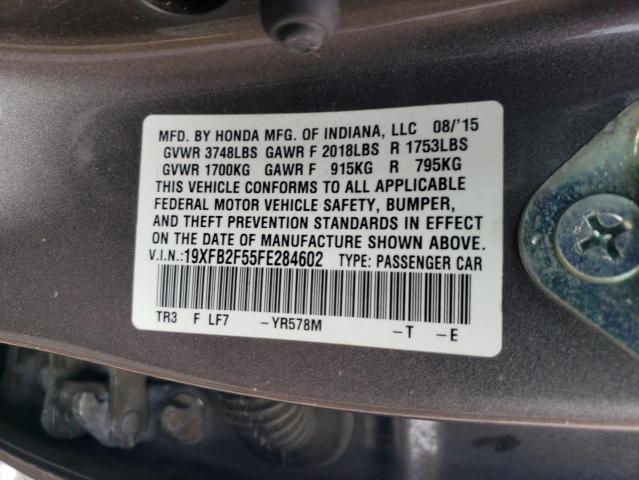 MFD. BY HONDA MFG. OF INDIANA, LLC 08/'15
GVWR 3748LBS GAWR F 2018LBS R 1753LBS
GVWR 1700KG GAWR F 915KG R 795KG
THIS VEHICLE CONFORMS TO ALL APPLICABLE
FEDERAL MOTOR VEHICLE SAFETY, BUMPER,
AND THEFT PREVENTION STANDARDS IN EFFECT
ON THE DATE OF MANUFACTURE SHOWN ABOVE.
V.I.N.:19XFB2F55FE284602 TYPE: PASSENGER CAR
TR3 F LF7 –YR578M –T –E